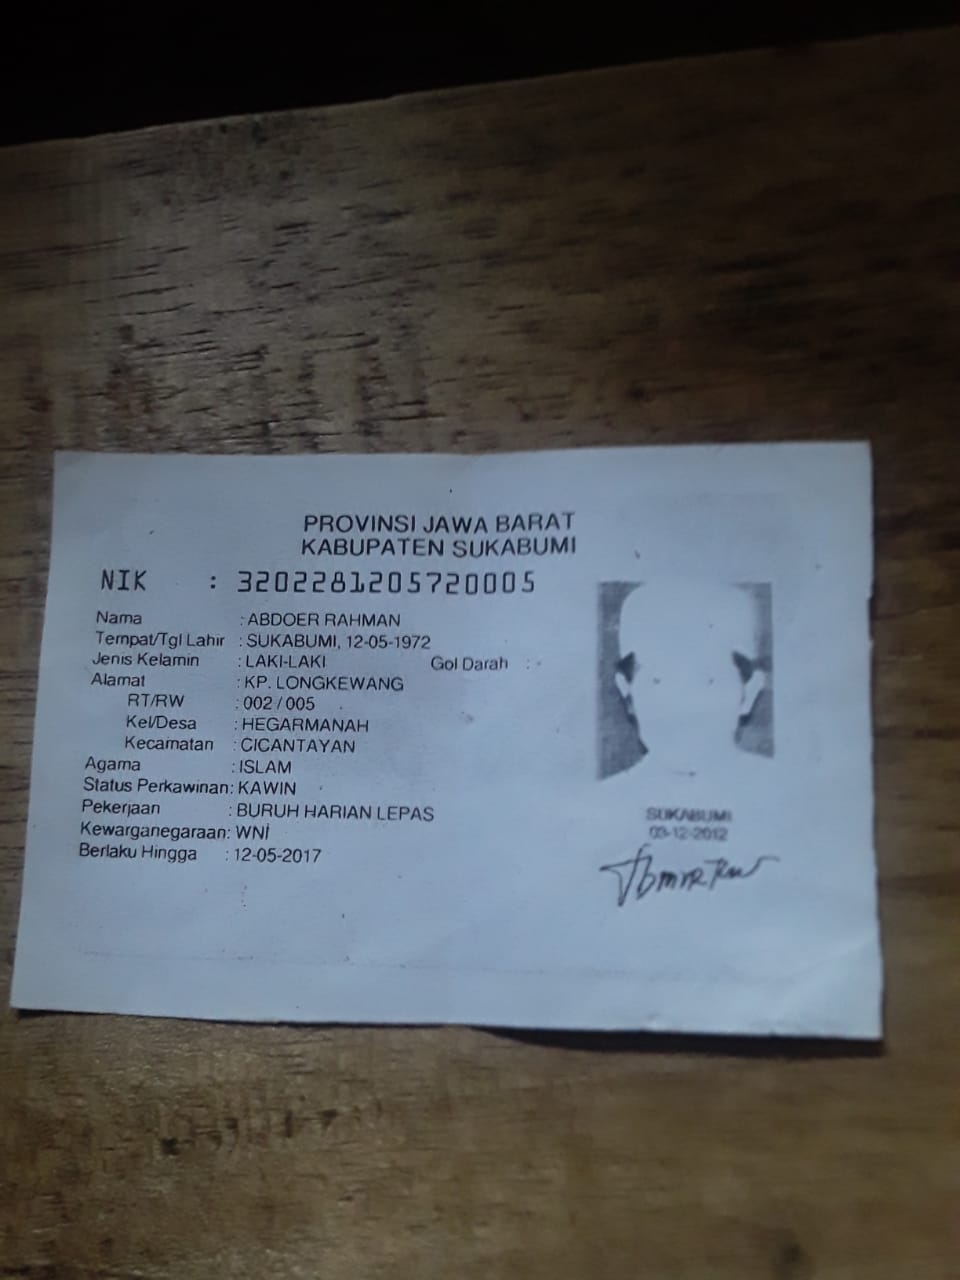 PROVINSI JAWA BARAT
KABUPATEN SUKABUMI
NIK : 3202281205720005
Nama : ABDOER RAHMAN
Tempat/Tgl Lahir : SUKABUMI, 12-05-1972
Jenis Kelamin : LAKI-LAKI Gol Darah : -
Alamat : KP. LONGKEWANG
RT/RW : 002 / 005
Kel/Desa : HEGARMANAH
Kecamatan : CICANTAYAN
Agama : ISLAM
Status Perkawinan: KAWIN
Pekerjaan : BURUH HARIAN LEPAS
Kewarganegaraan: WNI
Berlaku Hingga : 12-05-2017
SUKABUMI
03-12-2012